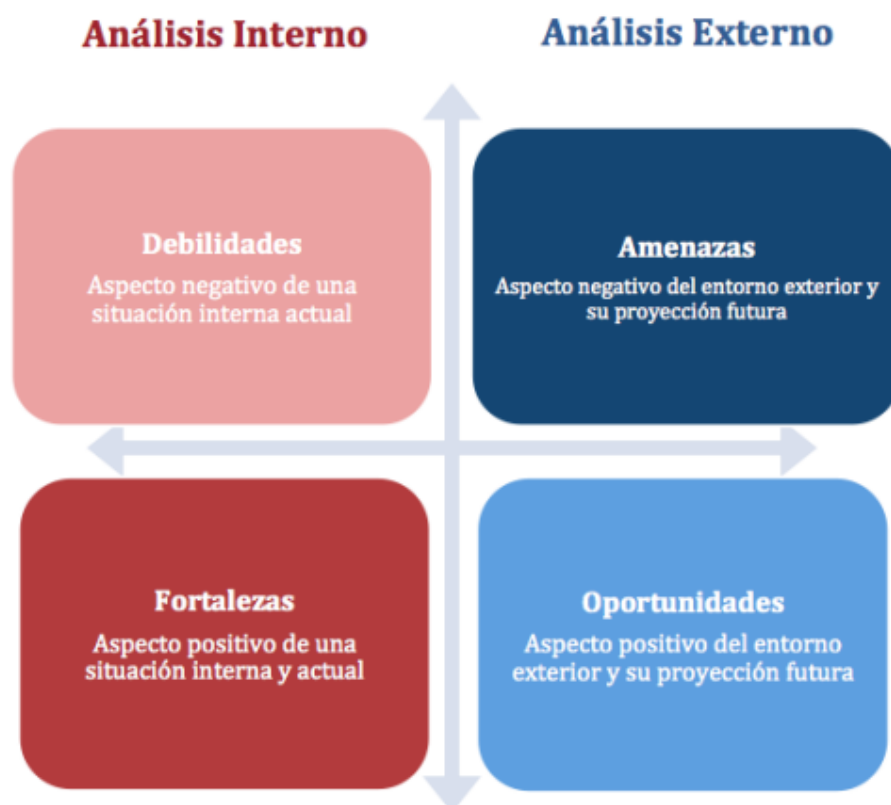 Análisis Interno
Análisis Externo
Debilidades
Aspecto negativo de una
situación interna actual
Amenazas
Aspecto negativo del entorno exterior y
su proyección futura
Fortalezas
Aspecto positivo de una
situación interna y actual
Oportunidades
Aspecto positivo del entorno
exterior y su proyección futura